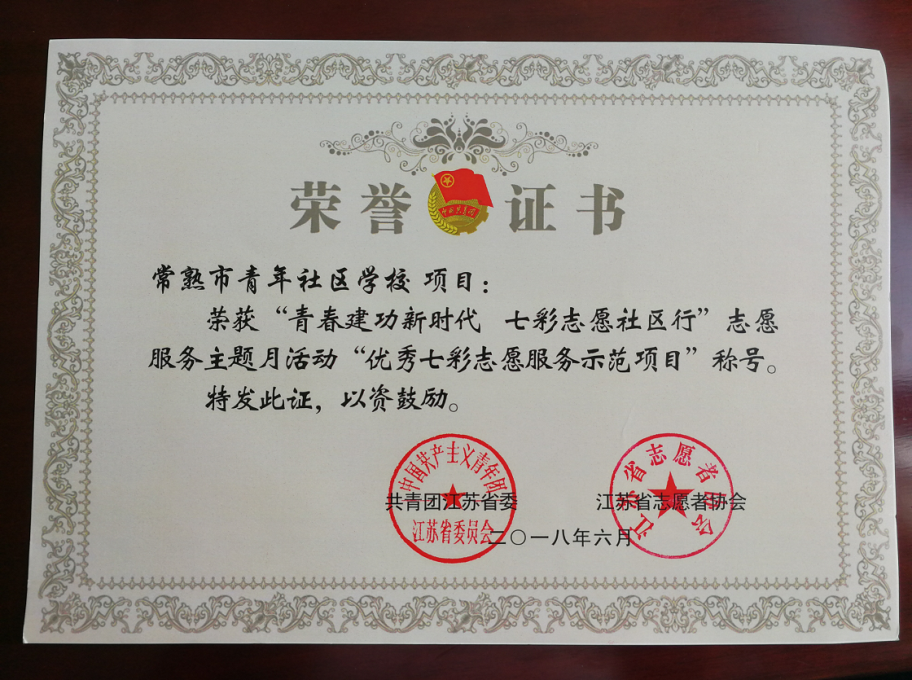 荣誉证书
常熟市青年社区学校 项目：
荣获“青春建功新时代 七彩志愿社区行”志愿
服务主题月活动“优秀七彩志愿服务示范项目”称号。
特发此证，以资鼓励。
中国共产主义青年团
江苏省委员会
共青团江苏省委
江苏省志愿者协会
江苏省志愿者协会
二〇一八年六月